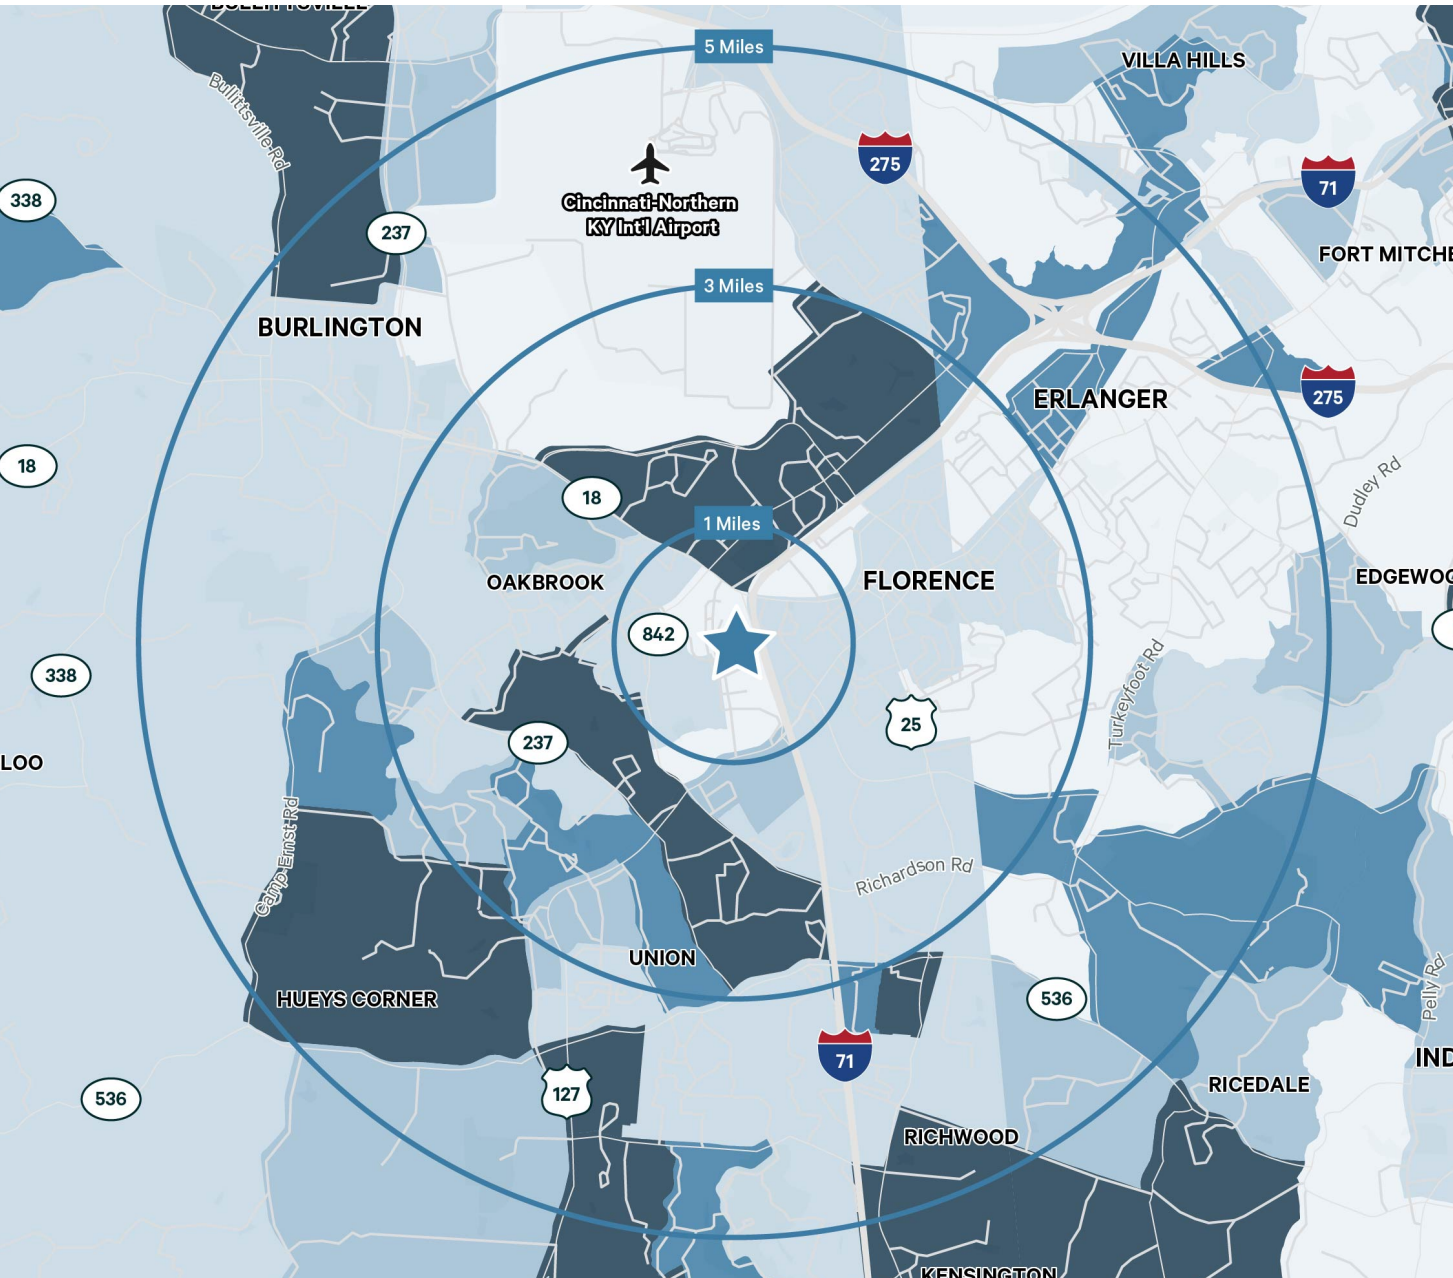 BULLITTSVILLE
5 Miles
VILLA HILLS
Bullittsville Rd
275
71
338
Cincinnati-Northern
KY Int'l Airport
237
FORT MITCHE
3 Miles
BURLINGTON
275
ERLANGER
18
18
Dudley Rd
1 Miles
OAKBROOK
FLORENCE
EDGEWOO
842
338
Turkeyfoot Rd
25
237
LOO
Camp Ernst Rd
Richardson Rd
UNION
HUEYS CORNER
536
Pelly Rd
71
IND
127
RICEDALE
536
RICHWOOD
KENSINGTON